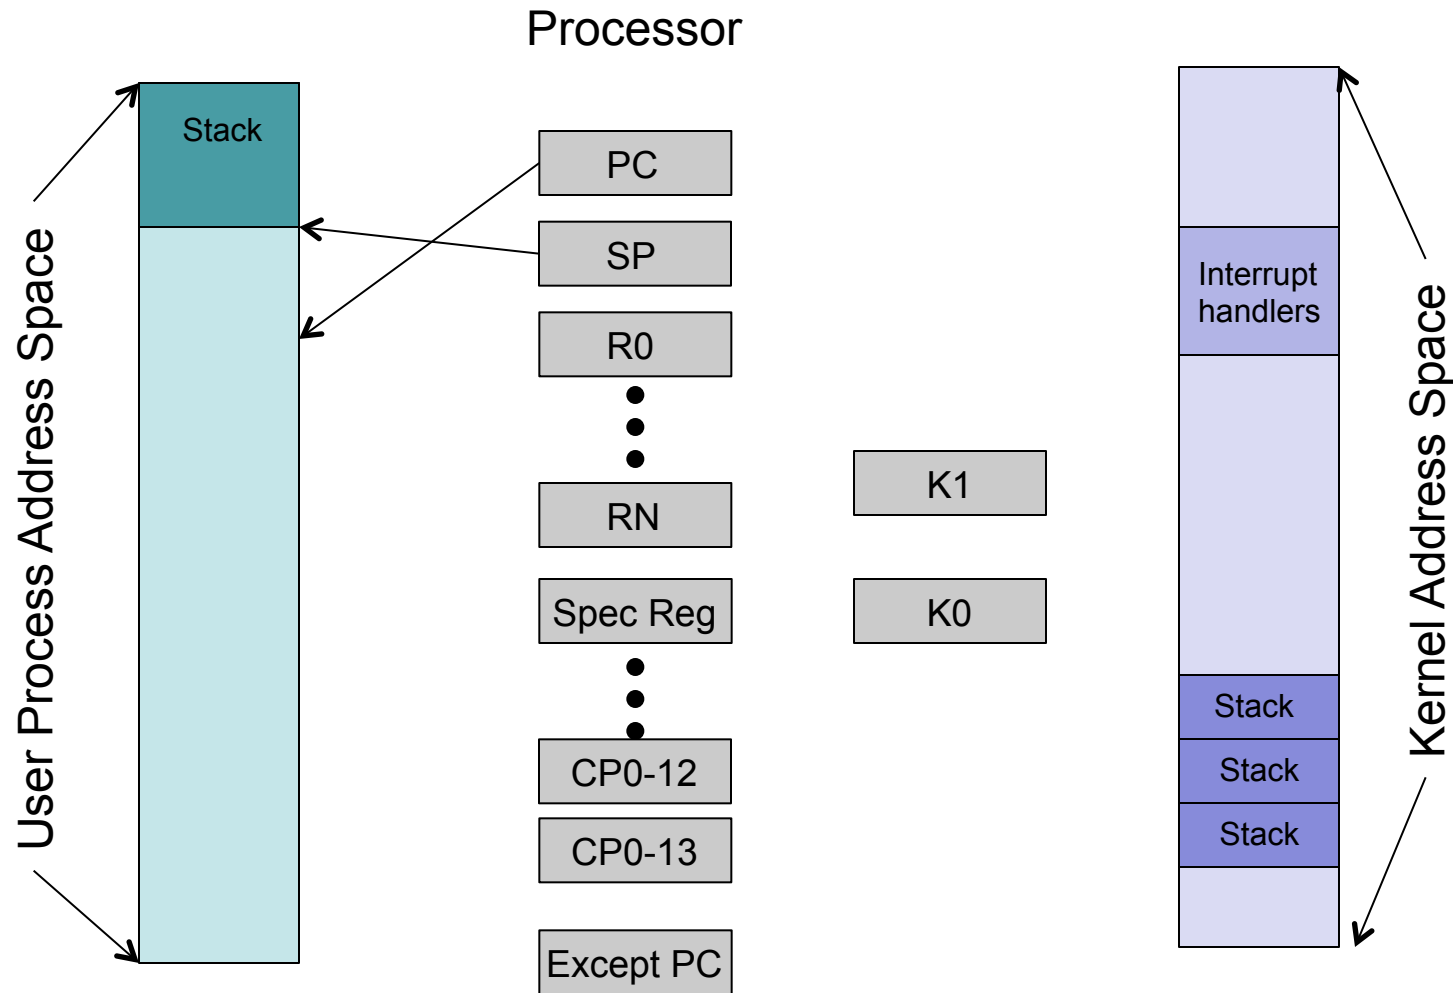 Processor
User Process Address Space
Stack
PC
SP
R0
RN
Spec Reg
CP0-12
CP0-13
Except PC
K1
K0
Interrupt
handlers
Stack
Stack
Stack
Kernel Address Space